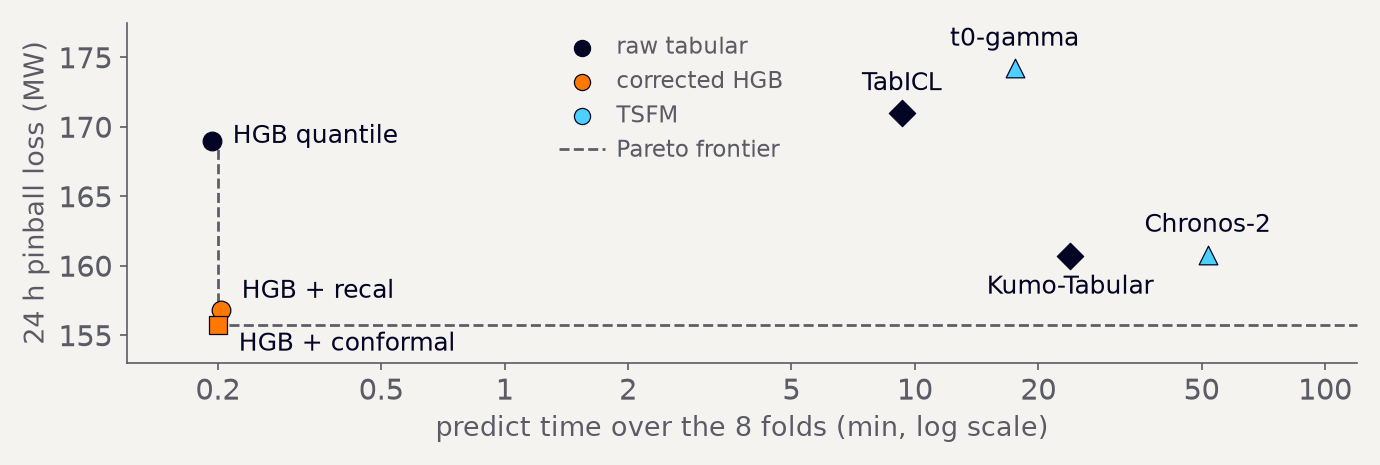 24 h pinball loss (MW)
175
170
165
160
155
raw tabular
corrected HGB
TSFM
Pareto frontier
t0-gamma
TabICL
HGB quantile
Chronos-2
Kumo-Tabular
HGB + recal
HGB + conformal
0.2 0.5 1 2 5 10 20 50 100
predict time over the 8 folds (min, log scale)